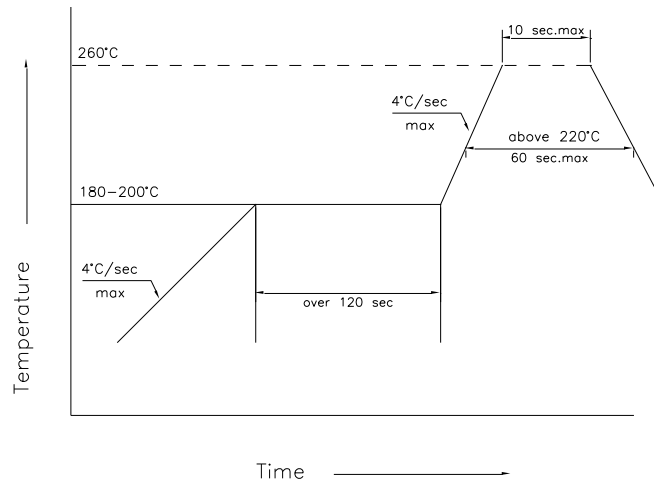 10 sec.max
260°C
4°C/sec
max
above 220°C
60 sec.max
180-200°C
4°C/sec
max
over 120 sec
Temperature
Time